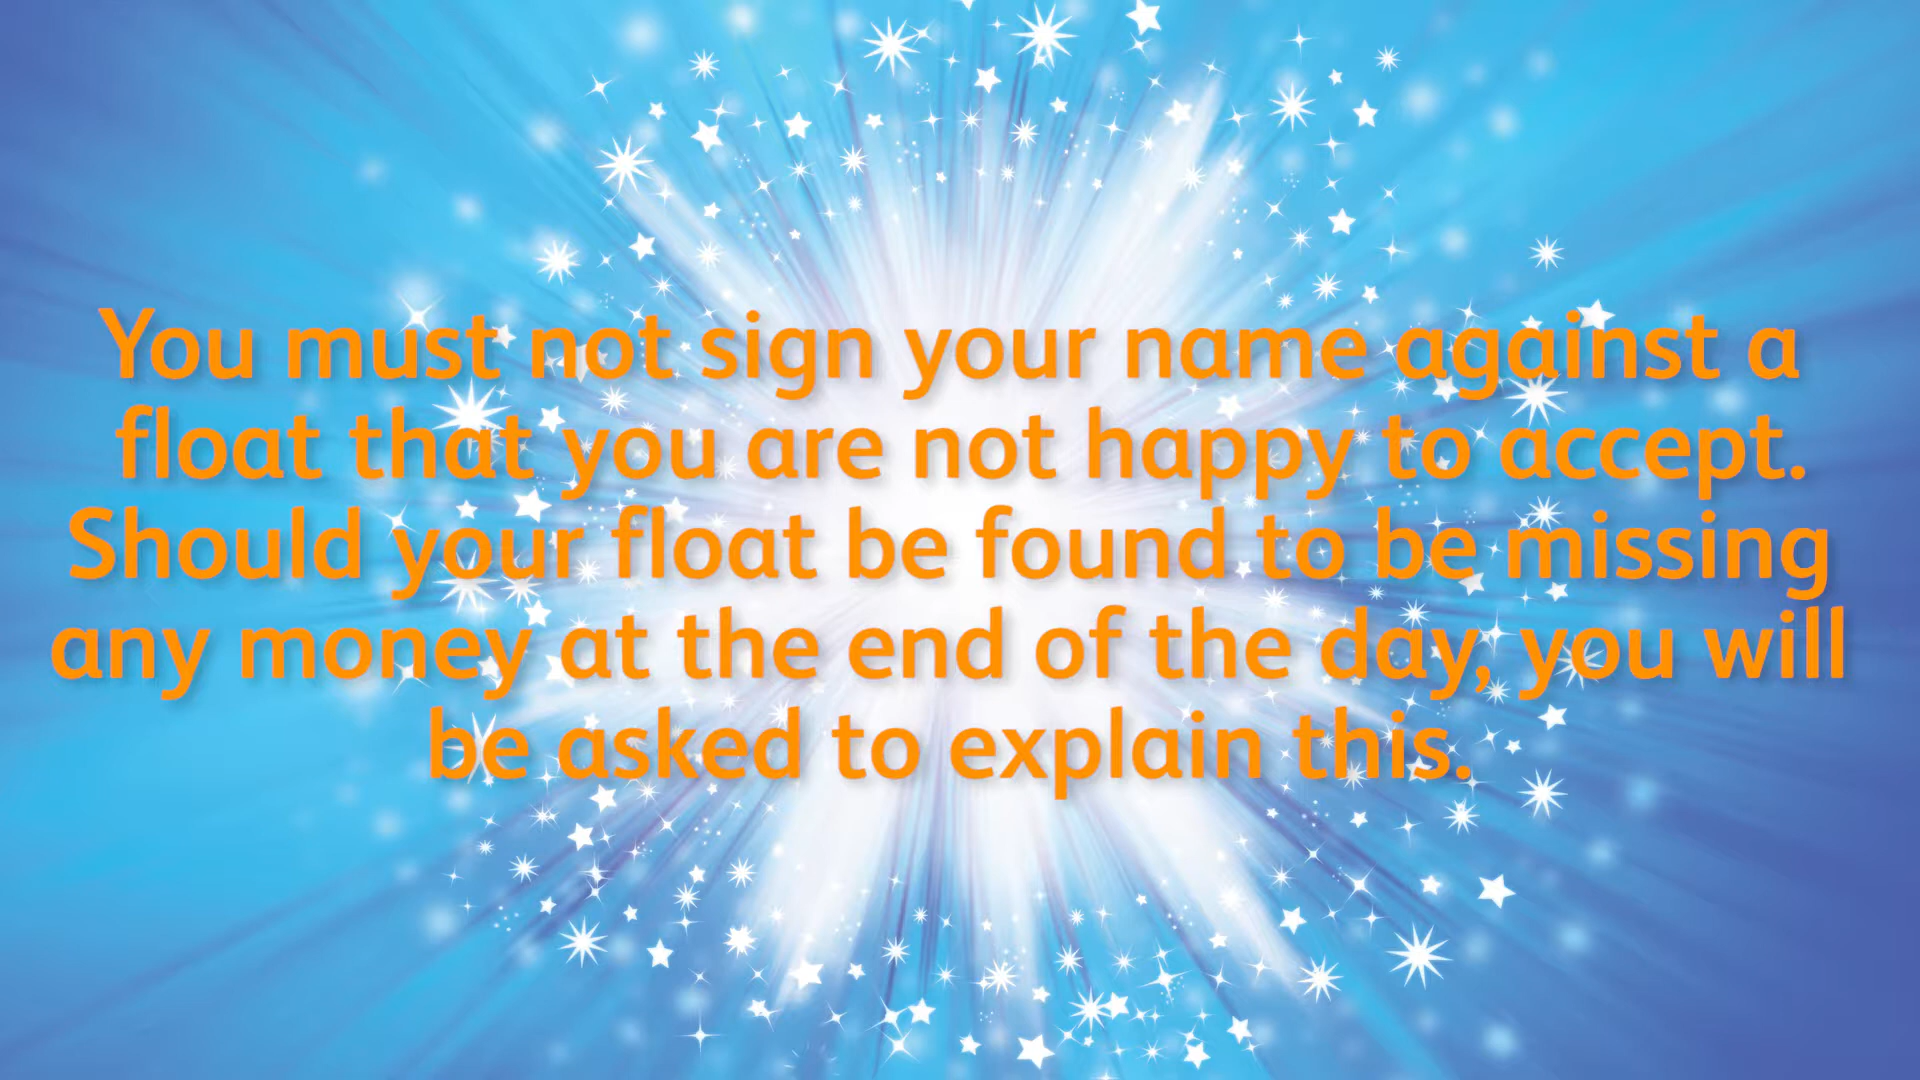 You must not sign your name against a
float that you are not happy to accept.
Should your float be found to be missing
any money at the end of the day, you will
be asked to explain this.